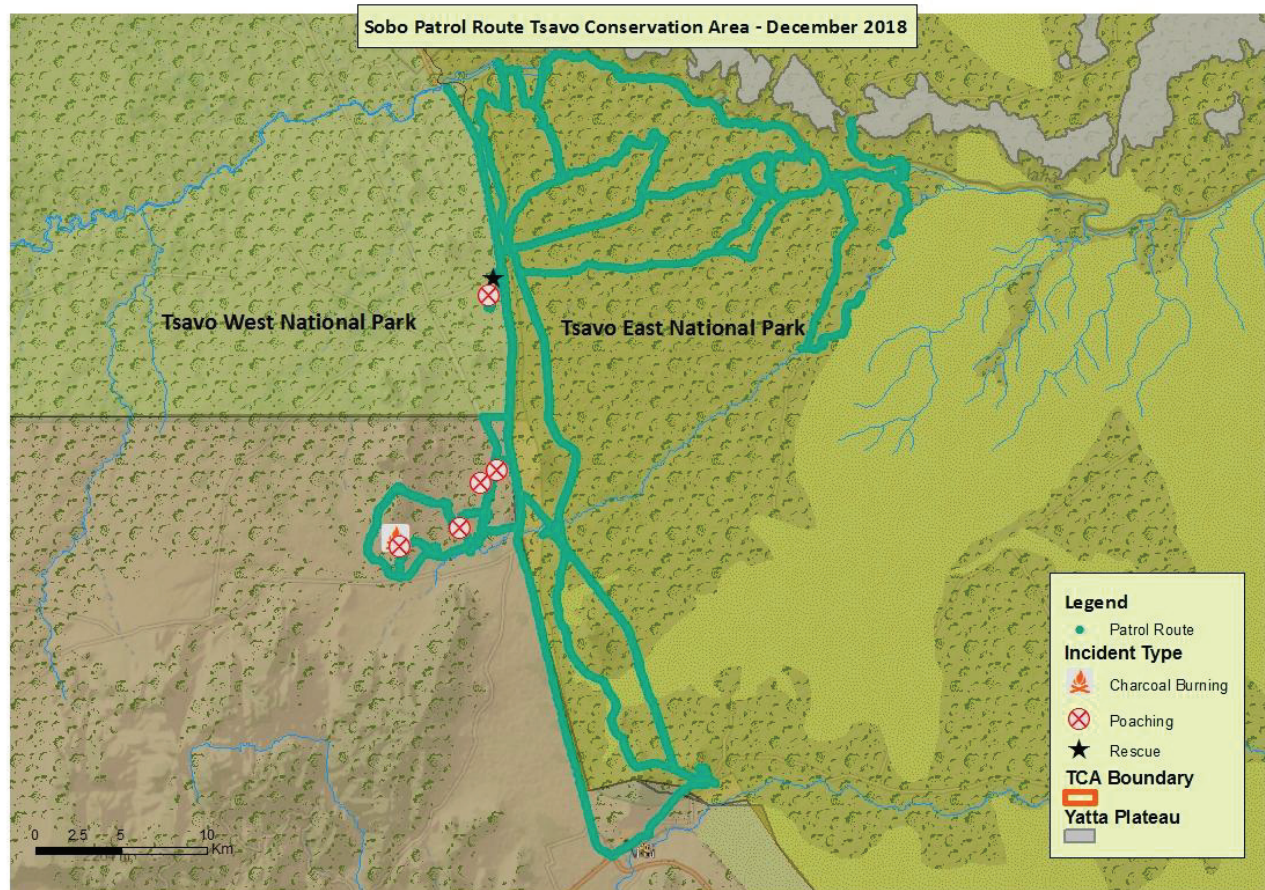 Sobo Patrol Route Tsavo Conservation Area - December 2018
Tsavo West National Park
Tsavo East National Park
Legend
Patrol Route
Incident Type
Charcoal Burning
Poaching
Rescue
TCA Boundary
Yatta Plateau
0 2.5 5 10
Km